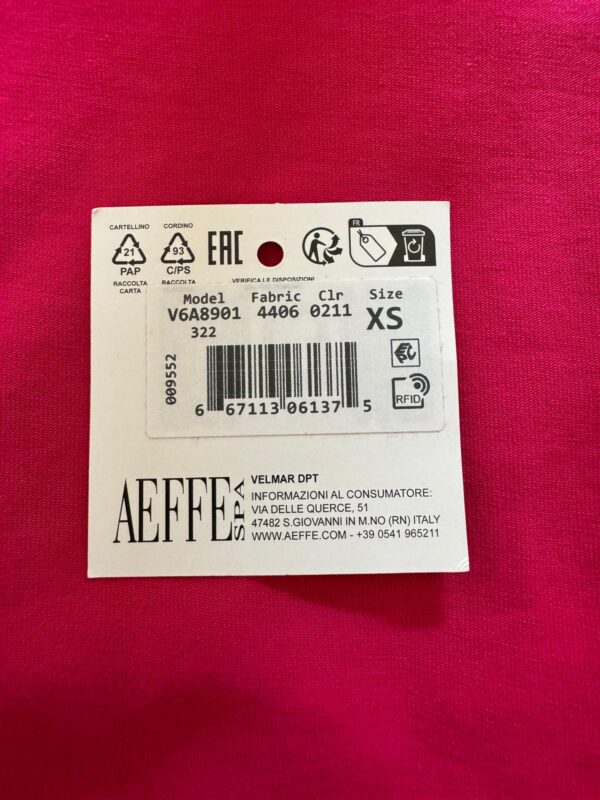 CARTELLINO CORDINO
21 93
PAP C/PS
RACCOLTA CARTA RACCOLTA
EAC
FR
VERIFICA LE DISPOSIZIONI
Model Fabric Clr Size
V6A8901 4406 0211 XS
322
009552
6 67113 06137 5
RFID
AEFFE SPA
VELMAR DPT
INFORMAZIONI AL CONSUMATORE:
VIA DELLE QUERCE, 51
47482 S.GIOVANNI IN M.NO (RN) ITALY
WWW.AEFFE.COM - +39 0541 965211